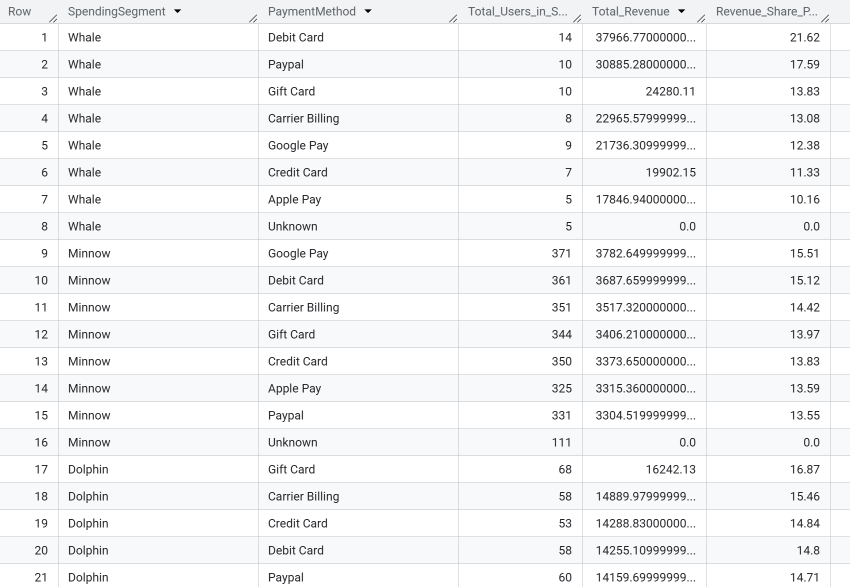 Row SpendingSegment PaymentMethod Total_Users_in_S... Total_Revenue Revenue_Share_P...
1 Whale Debit Card 14 37966.77000000... 21.62
2 Whale Paypal 10 30885.28000000... 17.59
3 Whale Gift Card 10 24280.11 13.83
4 Whale Carrier Billing 8 22965.57999999... 13.08
5 Whale Google Pay 9 21736.30999999... 12.38
6 Whale Credit Card 7 19902.15 11.33
7 Whale Apple Pay 5 17846.94000000... 10.16
8 Whale Unknown 5 0.0 0.0
9 Minnow Google Pay 371 3782.649999999... 15.51
10 Minnow Debit Card 361 3687.659999999... 15.12
11 Minnow Carrier Billing 351 3517.320000000... 14.42
12 Minnow Gift Card 344 3406.210000000... 13.97
13 Minnow Credit Card 350 3373.650000000... 13.83
14 Minnow Apple Pay 325 3315.360000000... 13.59
15 Minnow Paypal 331 3304.519999999... 13.55
16 Minnow Unknown 111 0.0 0.0
17 Dolphin Gift Card 68 16242.13 16.87
18 Dolphin Carrier Billing 58 14889.97999999... 15.46
19 Dolphin Credit Card 53 14288.83000000... 14.84
20 Dolphin Debit Card 58 14255.10999999... 14.8
21 Dolphin Paypal 60 14159.69999999... 14.71